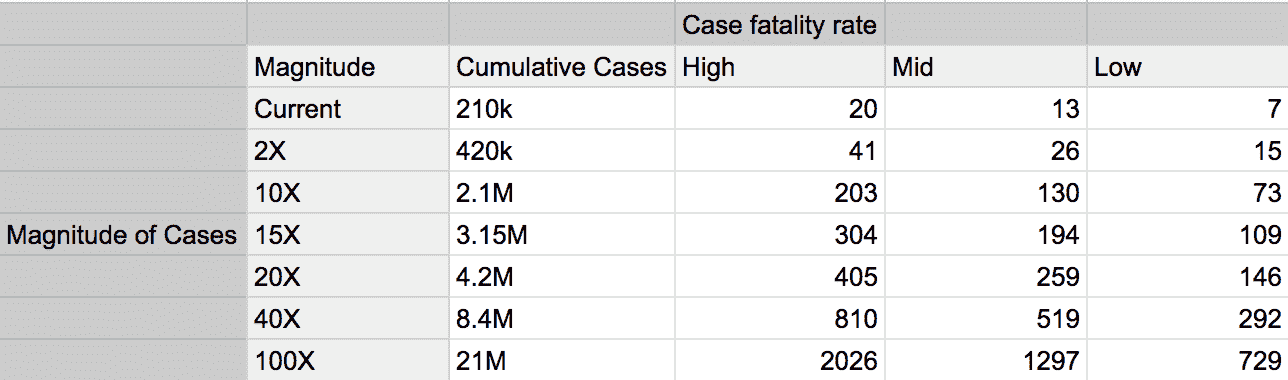 Case fatality rate
Magnitude Cumulative Cases High Mid Low
Current 210k 20 13 7
2X 420k 41 26 15
10X 2.1M 203 130 73
Magnitude of Cases 15X 3.15M 304 194 109
20X 4.2M 405 259 146
40X 8.4M 810 519 292
100X 21M 2026 1297 729